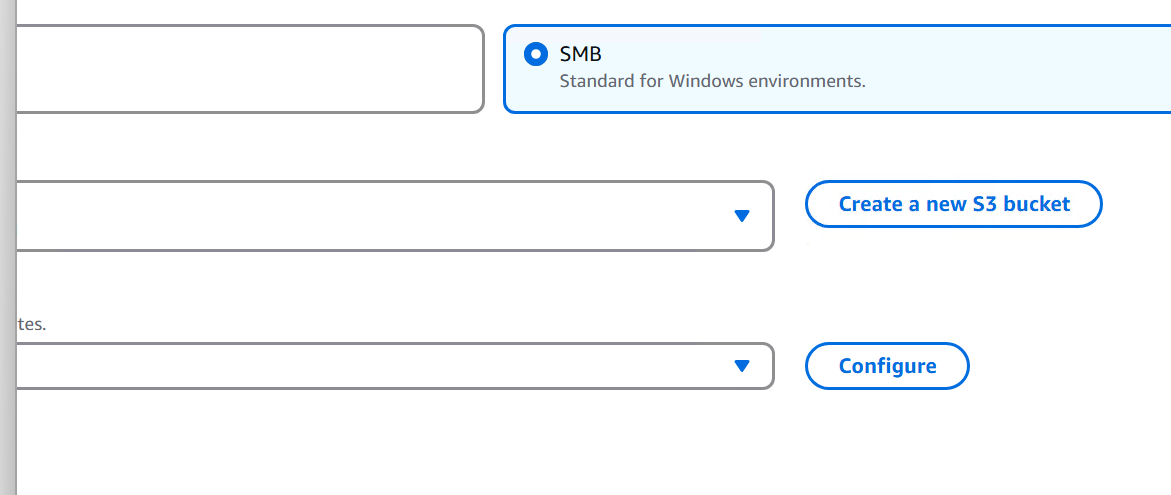 SMB
Standard for Windows environments.
Create a new S3 bucket
tes.
Configure